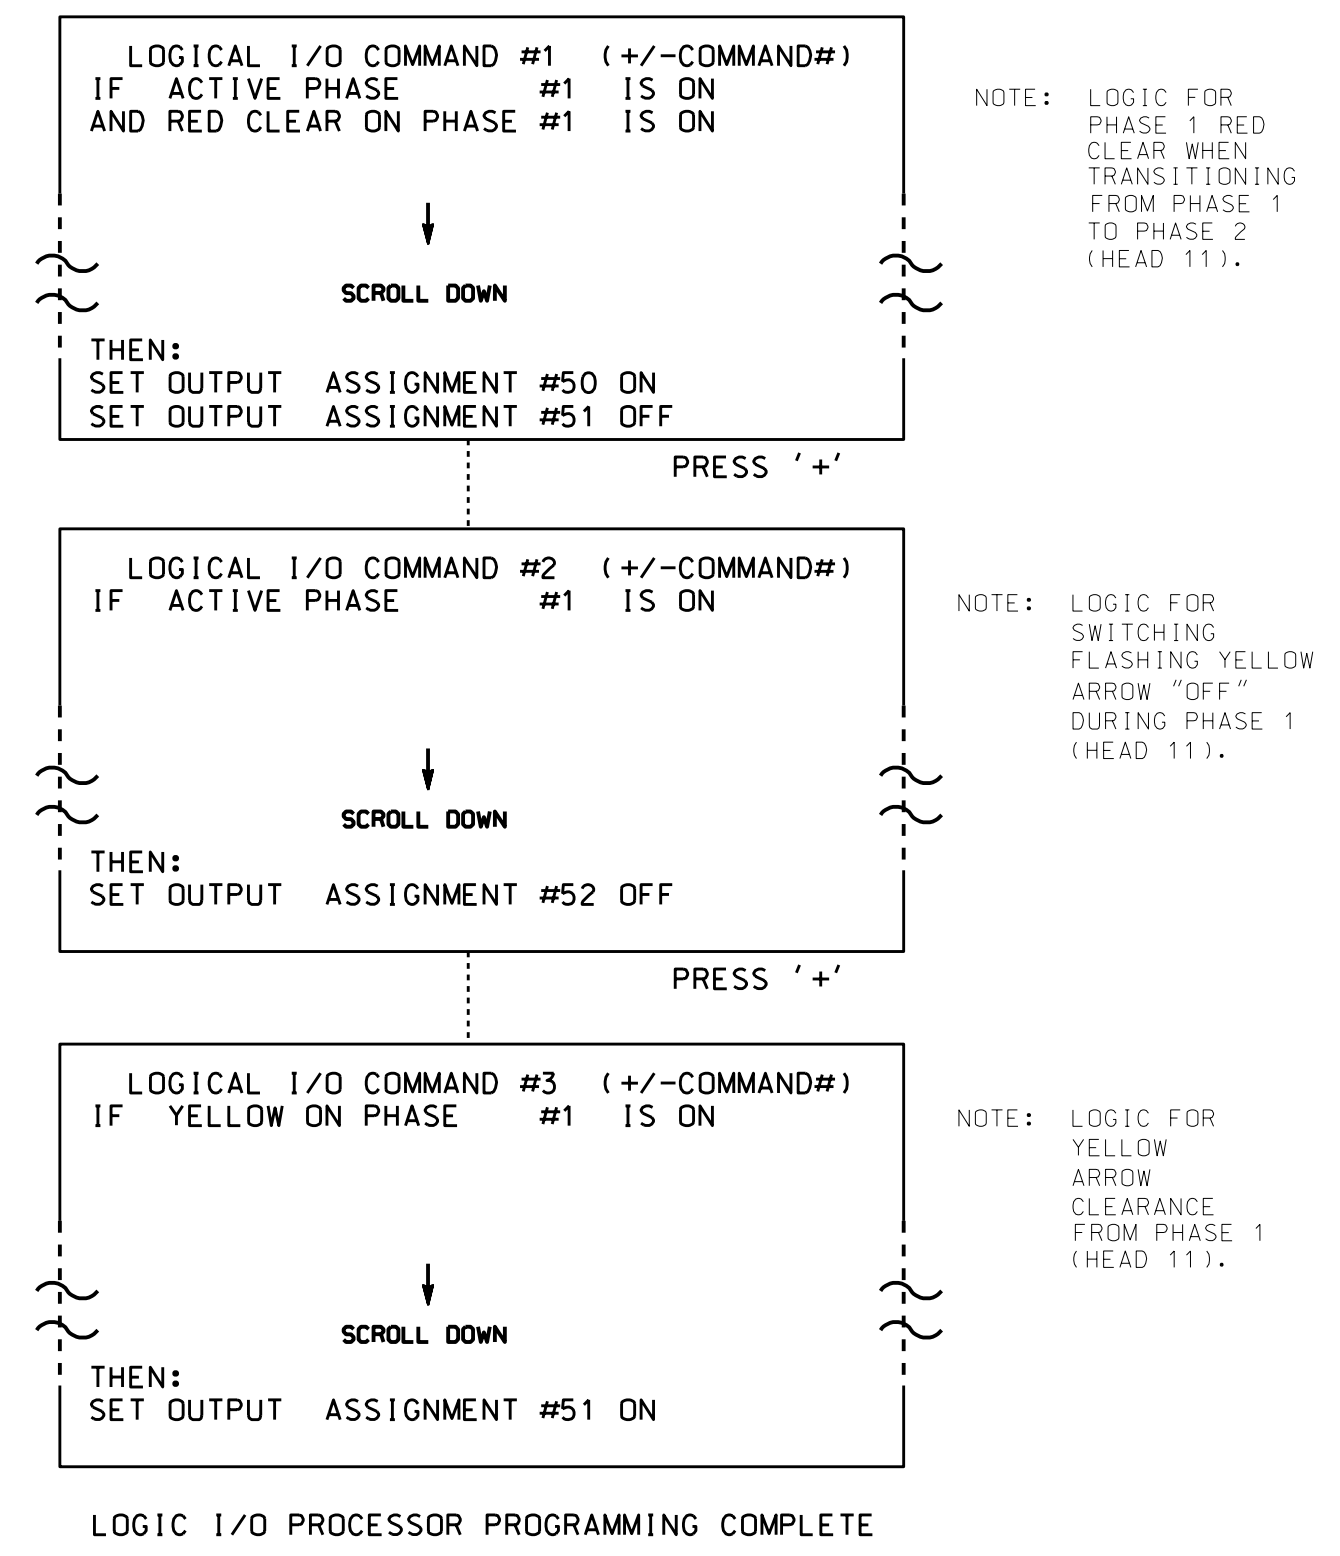 LOGICAL I/O COMMAND #1 (+/-COMMAND#)
IF ACTIVE PHASE #1 IS ON
AND RED CLEAR ON PHASE #1 IS ON
SCROLL DOWN
THEN:
SET OUTPUT ASSIGNMENT #50 ON
SET OUTPUT ASSIGNMENT #51 OFF
NOTE: LOGIC FOR
PHASE 1 RED
CLEAR WHEN
TRANSITIONING
FROM PHASE 1
TO PHASE 2
(HEAD 11).
PRESS '+'
LOGICAL I/O COMMAND #2 (+/-COMMAND#)
IF ACTIVE PHASE #1 IS ON
SCROLL DOWN
THEN:
SET OUTPUT ASSIGNMENT #52 OFF
NOTE: LOGIC FOR
SWITCHING
FLASHING YELLOW
ARROW "OFF"
DURING PHASE 1
(HEAD 11).
PRESS '+'
LOGICAL I/O COMMAND #3 (+/-COMMAND#)
IF YELLOW ON PHASE #1 IS ON
SCROLL DOWN
THEN:
SET OUTPUT ASSIGNMENT #51 ON
NOTE: LOGIC FOR
YELLOW
ARROW
CLEARANCE
FROM PHASE 1
(HEAD 11).
LOGIC I/O PROCESSOR PROGRAMMING COMPLETE